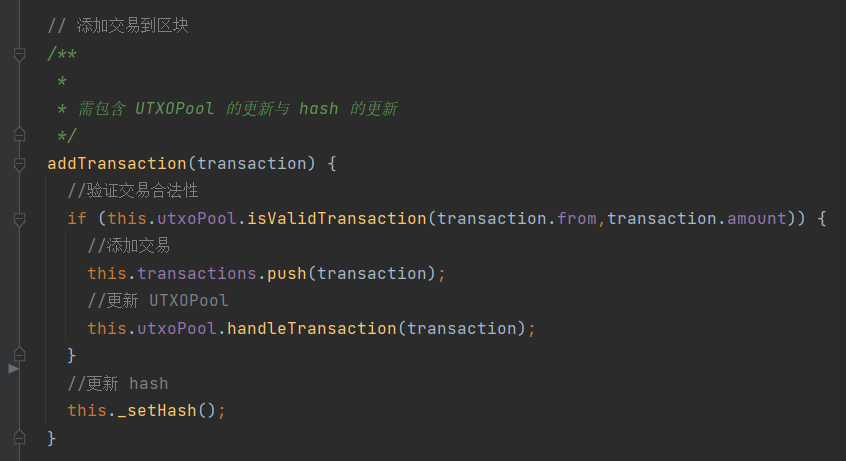 // 添加交易到区块
/**
*
* 需包含 UTXOPool 的更新与 hash 的更新
*/
addTransaction(transaction) {
//验证交易合法性
if (this.utxoPool.isValidTransaction(transaction.from,transaction.amount)) {
//添加交易
this.transactions.push(transaction);
//更新 UTXOPool
this.utxoPool.handleTransaction(transaction);
}
//更新 hash
this._setHash();
}